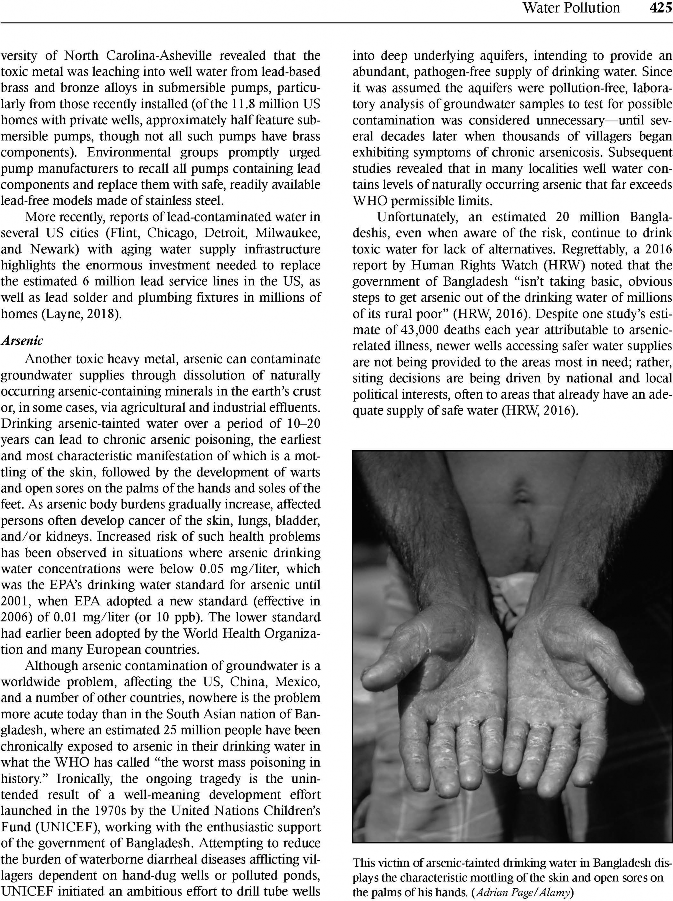 Water Pollution 425
versity of North Carolina-Asheville revealed that the
toxic metal was leaching into well water from lead-based
brass and bronze alloys in submersible pumps, particu-
larly from those recently installed (of the 11.8 million US
homes with private wells, approximately half feature sub-
mersible pumps, though not all such pumps have brass
components). Environmental groups promptly urged
pump manufacturers to recall all pumps containing lead
components and replace them with safe, readily available
lead-free models made of stainless steel.
More recently, reports of lead-contaminated water in
several US cities (Flint, Chicago, Detroit, Milwaukee,
and Newark) with aging water supply infrastructure
highlights the enormous investment needed to replace
the estimated 6 million lead service lines in the US, as
well as lead solder and plumbing fixtures in millions of
homes (Layne, 2018).
Arsenic
Another toxic heavy metal, arsenic can contaminate
groundwater supplies through dissolution of naturally
occurring arsenic-containing minerals in the earth's crust
or, in some cases, via agricultural and industrial effluents.
Drinking arsenic-tainted water over a period of 10–20
years can lead to chronic arsenic poisoning, the earliest
and most characteristic manifestation of which is a mot-
tling of the skin, followed by the development of warts
and open sores on the palms of the hands and soles of the
feet. As arsenic body burdens gradually increase, affected
persons often develop cancer of the skin, lungs, bladder,
and/or kidneys. Increased risk of such health problems
has been observed in situations where arsenic drinking
water concentrations were below 0.05 mg/liter, which
was the EPA's drinking water standard for arsenic until
2001, when EPA adopted a new standard (effective in
2006) of 0.01 mg/liter (or 10 ppb). The lower standard
had earlier been adopted by the World Health Organiza-
tion and many European countries.
Although arsenic contamination of groundwater is a
worldwide problem, affecting the US, China, Mexico,
and a number of other countries, nowhere is the problem
more acute today than in the South Asian nation of Ban-
gladesh, where an estimated 25 million people have been
chronically exposed to arsenic in their drinking water in
what the WHO has called "the worst mass poisoning in
history." Ironically, the ongoing tragedy is the unin-
tended result of a well-meaning development effort
launched in the 1970s by the United Nations Children's
Fund (UNICEF), working with the enthusiastic support
of the government of Bangladesh. Attempting to reduce
the burden of waterborne diarrheal diseases afflicting vil-
lagers dependent on hand-dug wells or polluted ponds,
UNICEF initiated an ambitious effort to drill tube wells
into deep underlying aquifers, intending to provide an
abundant, pathogen-free supply of drinking water. Since
it was assumed the aquifers were pollution-free, labora-
tory analysis of groundwater samples to test for possible
contamination was considered unnecessary—until sev-
eral decades later when thousands of villagers began
exhibiting symptoms of chronic arsenicosis. Subsequent
studies revealed that in many localities well water con-
tains levels of naturally occurring arsenic that far exceeds
WHO permissible limits.
Unfortunately, an estimated 20 million Bangla-
deshis, even when aware of the risk, continue to drink
toxic water for lack of alternatives. Regrettably, a 2016
report by Human Rights Watch (HRW) noted that the
government of Bangladesh "isn't taking basic, obvious
steps to get arsenic out of the drinking water of millions
of its rural poor" (HRW, 2016). Despite one study's esti-
mate of 43,000 deaths each year attributable to arsenic-
related illness, newer wells accessing safer water supplies
are not being provided to the areas most in need; rather,
siting decisions are being driven by national and local
political interests, often to areas that already have an ade-
quate supply of safe water (HRW, 2016).
This victim of arsenic-tainted drinking water in Bangladesh dis-
plays the characteristic mottling of the skin and open sores on
the palms of his hands. (Adrian Page/Alamy)